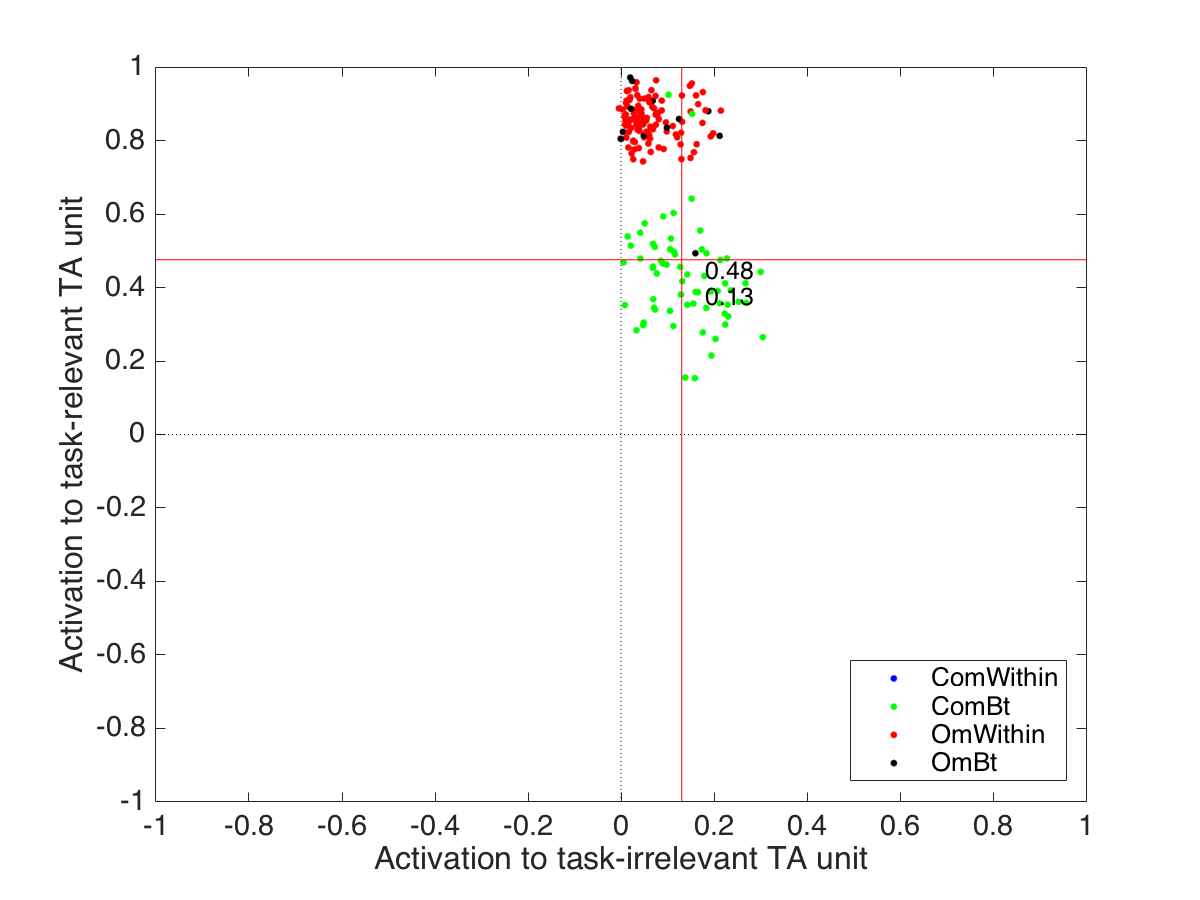 1
0.8
0.6
0.4
0.2
0
-0.2
-0.4
-0.6
-0.8
-1
Activation to task-relevant TA unit
0.48
0.13
ComWithin
ComBt
OmWithin
OmBt
-1 -0.8 -0.6 -0.4 -0.2 0 0.2 0.4 0.6 0.8 1
Activation to task-irrelevant TA unit